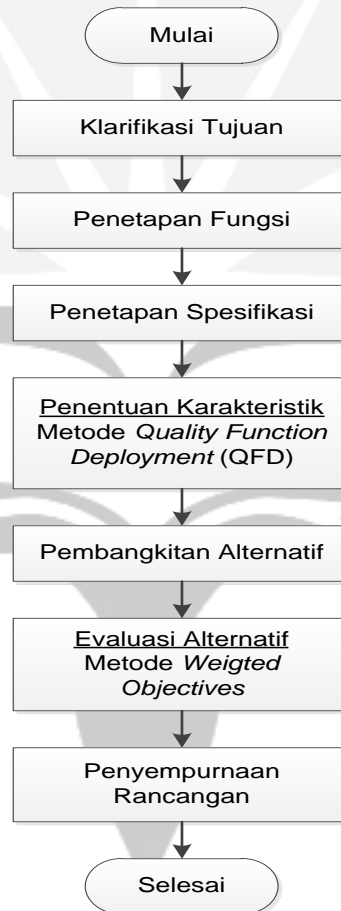 Mulai
Klarifikasi Tujuan
Penetapan Fungsi
Penetapan Spesifikasi
Penentuan Karakteristik
Metode Quality Function
Deployment (QFD)
Pembangkitan Alternatif
Evaluasi Alternatif
Metode Weigted
Objectives
Penyempurnaan
Rancangan
Selesai